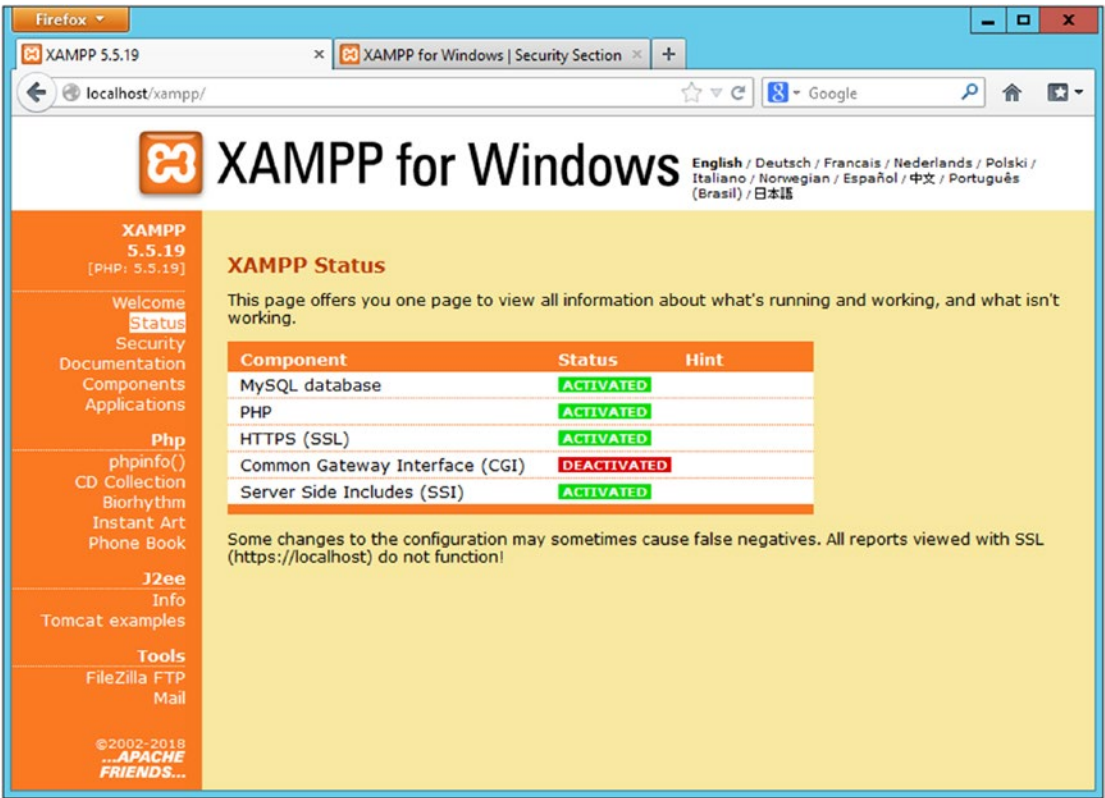 Firefox
XAMPP 5.5.19
XAMPP for Windows | Security Section
localhost/xampp/
Google
XAMPP for Windows
English / Deutsch / Francais / Nederlands / Polski /
Italiano / Norwegian / Español / 中文 / Português
(Brasil) / 日本語
XAMPP
5.5.19
[PHP: 5.5.19]
Welcome
Status
Security
Documentation
Components
Applications
Php
phpinfo()
CD Collection
Biorhythm
Instant Art
Phone Book
J2ee
Info
Tomcat examples
Tools
FileZilla FTP
Mail
©2002-2018
...APACHE
FRIENDS...
XAMPP Status
This page offers you one page to view all information about what's running and working, and what isn't
working.
Component Status Hint
MySQL database ACTIVATED
PHP ACTIVATED
HTTPS (SSL) ACTIVATED
Common Gateway Interface (CGI) DEACTIVATED
Server Side Includes (SSI) ACTIVATED
Some changes to the configuration may sometimes cause false negatives. All reports viewed with SSL
(https://localhost) do not function!